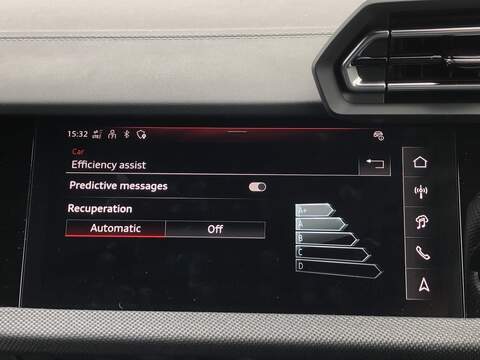 15:32
Car
Efficiency assist
Predictive messages
Recuperation
Automatic Off
A+
A
B
C
D